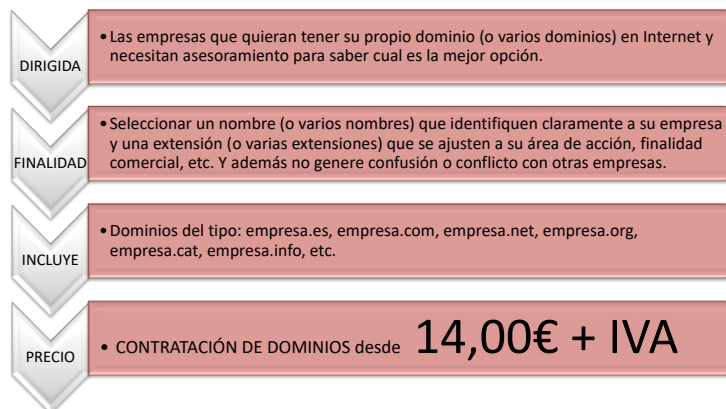 DIRIGIDA
•Las empresas que quieran tener su propio dominio (o varios dominios) en Internet y
necesitan asesoramiento para saber cual es la mejor opción.
FINALIDAD
•Seleccionar un nombre (o varios nombres) que identifiquen claramente a su empresa
y una extensión (o varias extensiones) que se ajusten a su área de acción, finalidad
comercial, etc. Y además no genere confusión o conflicto con otras empresas.
INCLUYE
•Dominios del tipo: empresa.es, empresa.com, empresa.net, empresa.org,
empresa.cat, empresa.info, etc.
PRECIO
• CONTRATACIÓN DE DOMINIOS desde 14,00€ + IVA